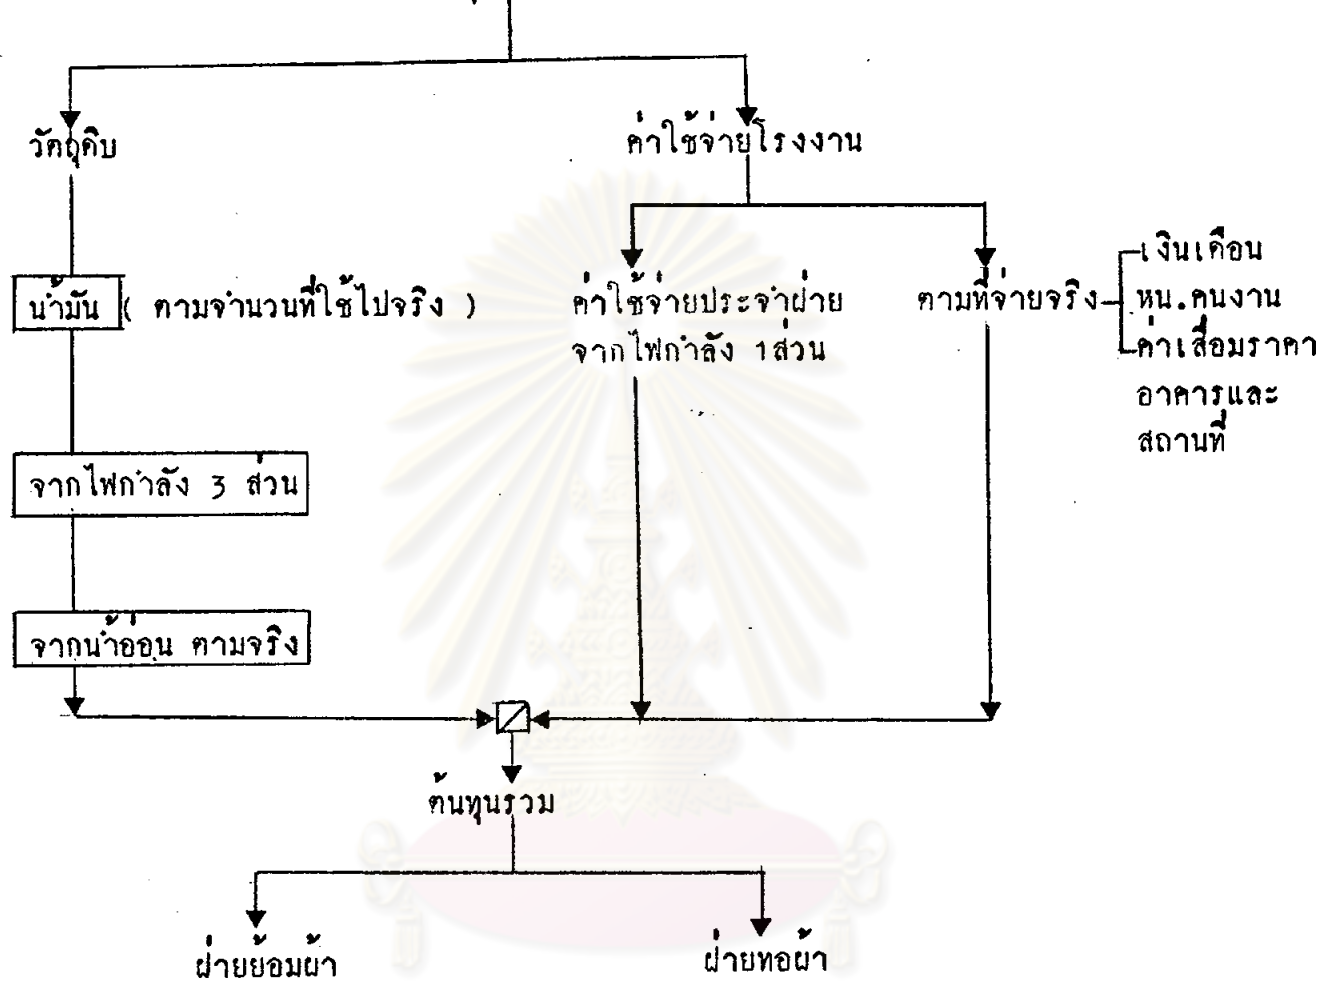 วัตถุดิบ
ค่าใช้จ่ายโรงงาน
น้ำมัน ( ตามจำนวนที่ใช้ไปจริง )
ค่าใช้จ่ายประจำฝ่าย
จากไฟกำลัง 1ส่วน
ตามที่จ่ายจริง
เงินเดือน
หน.คนงาน
ค่าเสื่อมราคา
อาคารและ
สถานที่
จากไฟกำลัง 3 ส่วน
จากน้ำอ่อน ตามจริง
ต้นทุนรวม
ฝ่ายย้อมผ้า
ฝ่ายทอผ้า